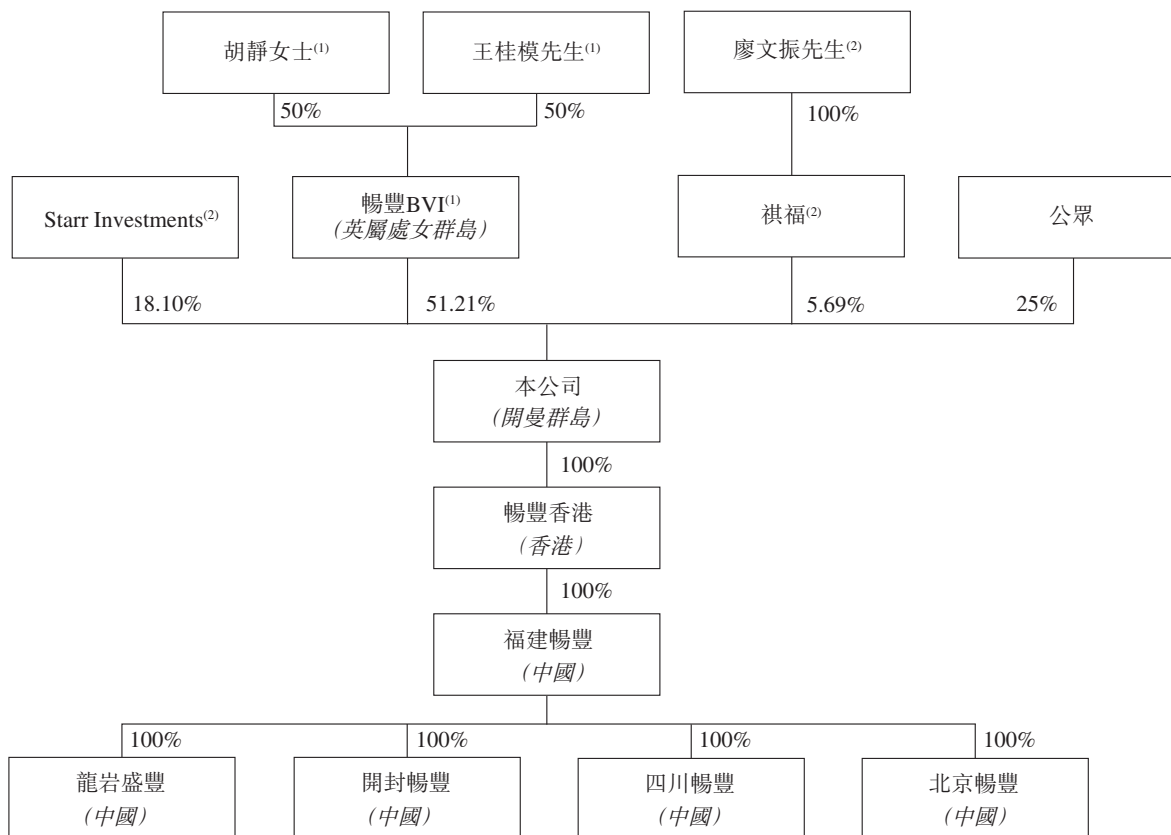 胡靜女士(1)
王桂模先生(1)
廖文振先生(2)
50%
50%
100%
Starr Investments(2)
暢豐BVI(1)
(英屬處女群島)
祺福(2)
公眾
18.10%
51.21%
5.69%
25%
本公司
(開曼群島)
100%
暢豐香港
(香港)
100%
福建暢豐
(中國)
100%
100%
100%
100%
龍岩盛豐
(中國)
開封暢豐
(中國)
四川暢豐
(中國)
北京暢豐
(中國)